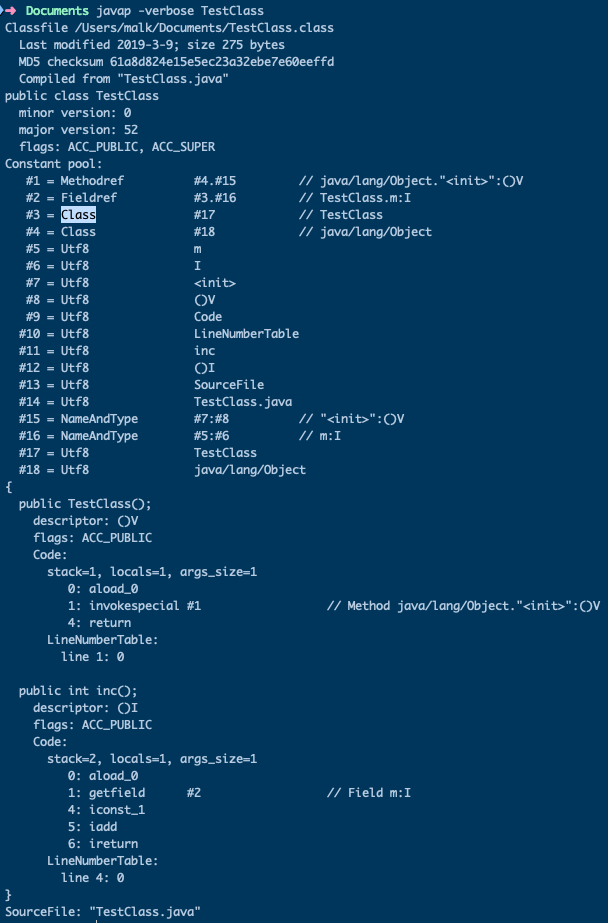 → Documents javap -verbose TestClass
Classfile /Users/malk/Documents/TestClass.class
  Last modified 2019-3-9; size 275 bytes
  MD5 checksum 61a8d824e15e5ec23a32ebe7e60eeffd
  Compiled from "TestClass.java"
public class TestClass
  minor version: 0
  major version: 52
  flags: ACC_PUBLIC, ACC_SUPER
Constant pool:
   #1 = Methodref          #4.#15         // java/lang/Object."<init>":()V
   #2 = Fieldref           #3.#16         // TestClass.m:I
   #3 = Class              #17            // TestClass
   #4 = Class              #18            // java/lang/Object
   #5 = Utf8               m
   #6 = Utf8               I
   #7 = Utf8               <init>
   #8 = Utf8               ()V
   #9 = Utf8               Code
  #10 = Utf8               LineNumberTable
  #11 = Utf8               inc
  #12 = Utf8               ()I
  #13 = Utf8               SourceFile
  #14 = Utf8               TestClass.java
  #15 = NameAndType        #7:#8          // "<init>":()V
  #16 = NameAndType        #5:#6          // m:I
  #17 = Utf8               TestClass
  #18 = Utf8               java/lang/Object
{
  public TestClass();
    descriptor: ()V
    flags: ACC_PUBLIC
    Code:
      stack=1, locals=1, args_size=1
         0: aload_0
         1: invokespecial #1                  // Method java/lang/Object."<init>":()V
         4: return
      LineNumberTable:
        line 1: 0

  public int inc();
    descriptor: ()I
    flags: ACC_PUBLIC
    Code:
      stack=2, locals=1, args_size=1
         0: aload_0
         1: getfield      #2                  // Field m:I
         4: iconst_1
         5: iadd
         6: ireturn
      LineNumberTable:
        line 4: 0
}
SourceFile: "TestClass.java"